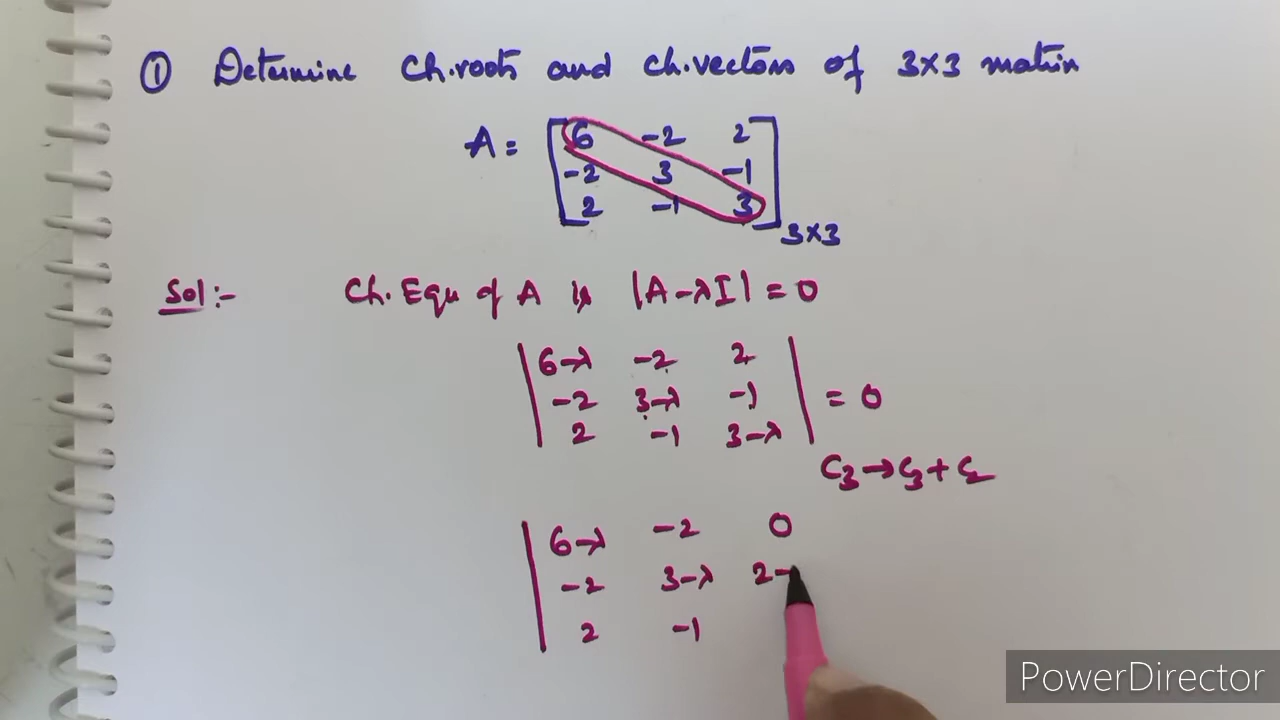 ① Determine Ch.roots and ch.vectors of 3×3 matrix
A = [ 6 -2 2
-2 3 -1
2 -1 3 ] 3×3
Sol:- Ch. Equ of A is |A-λI| = 0
| 6-λ -2 2 |
| -2 3-λ -1 | = 0
| 2 -1 3-λ |
C3 → C3 + C2
| 6-λ -2 0
| -2 3-λ 2-
| 2 -1
PowerDirector